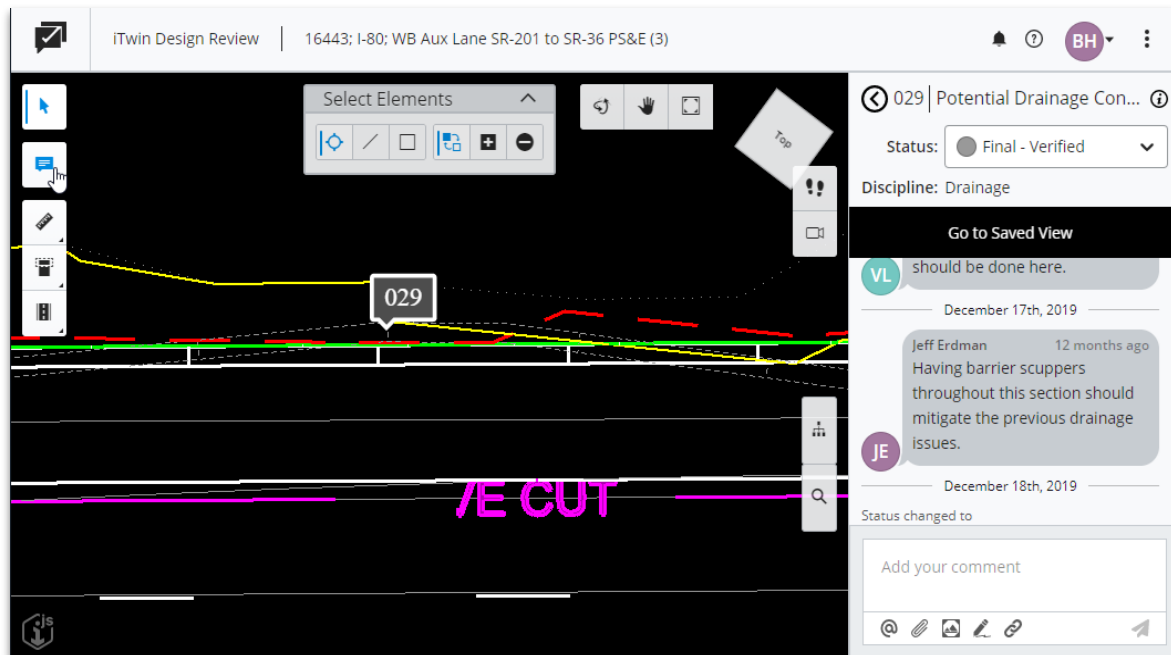 iTwin Design Review
16443; I-80; WB Aux Lane SR-201 to SR-36 PS&E (3)
BH
Select Elements
Top
029
VE CUT
js
029 Potential Drainage Con...
Status:
Final - Verified
Discipline: Drainage
Go to Saved View
should be done here.
VL
December 17th, 2019
Jeff Erdman 12 months ago
Having barrier scuppers
throughout this section should
mitigate the previous drainage
issues.
JE
December 18th, 2019
Status changed to
Add your comment